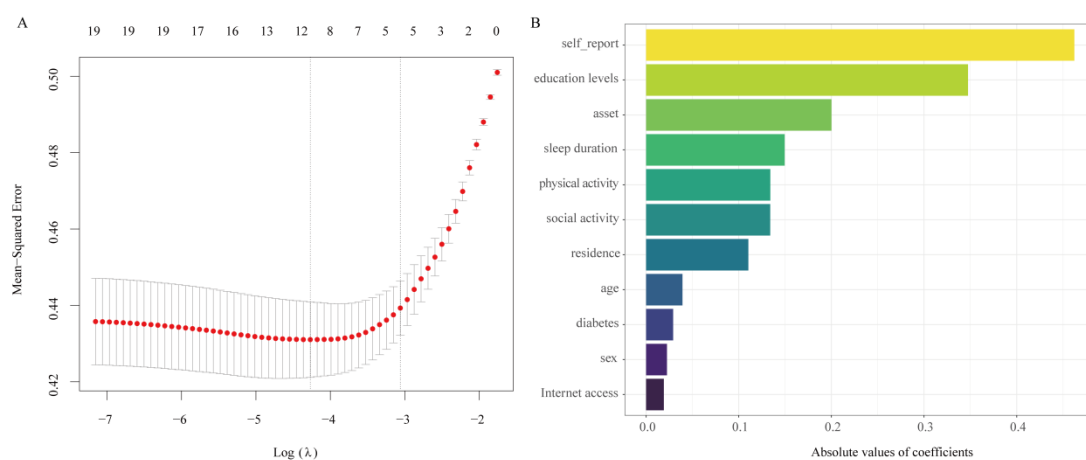 A
19 19 19 17 16 13 12 8 7 5 5 3 2 0
0.50
0.48
0.46
0.44
0.42
Mean−Squared Error
−7 −6 −5 −4 −3 −2
Log (λ)
B
self_report
education levels
asset
sleep duration
physical activity
social activity
residence
age
diabetes
sex
Internet access
0.0 0.1 0.2 0.3 0.4
Absolute values of coefficients